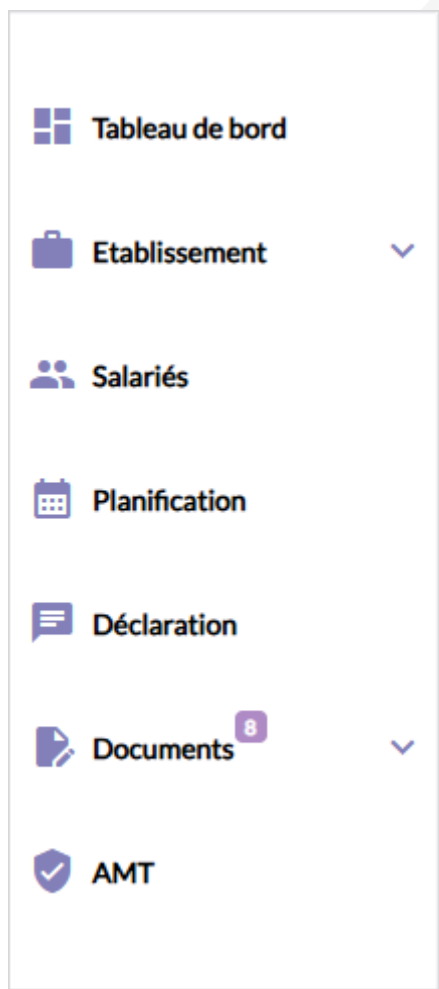 Tableau de bord
Etablissement
Salariés
Planification
Déclaration
Documents 8
AMT